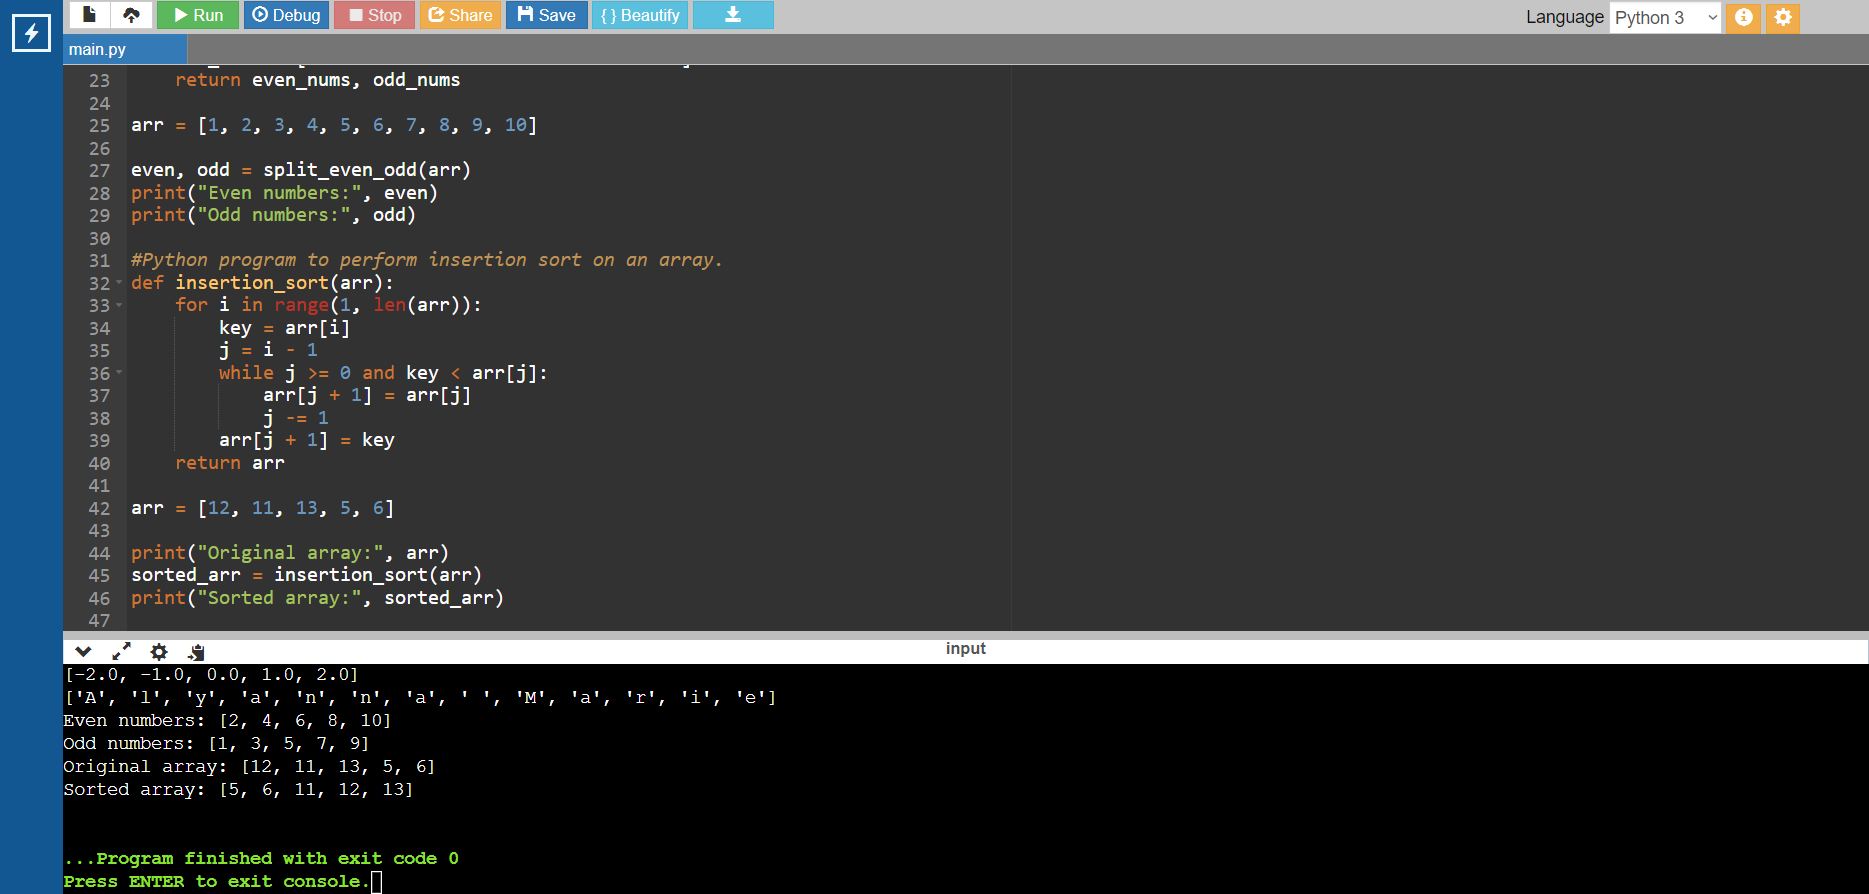 Run Debug Stop Share Save { } Beautify Language Python 3
main.py
23     return even_nums, odd_nums
24
25 arr = [1, 2, 3, 4, 5, 6, 7, 8, 9, 10]
26
27 even, odd = split_even_odd(arr)
28 print("Even numbers:", even)
29 print("Odd numbers:", odd)
30
31 #Python program to perform insertion sort on an array.
32 def insertion_sort(arr):
33     for i in range(1, len(arr)):
34         key = arr[i]
35         j = i - 1
36         while j >= 0 and key < arr[j]:
37             arr[j + 1] = arr[j]
38             j -= 1
39         arr[j + 1] = key
40     return arr
41
42 arr = [12, 11, 13, 5, 6]
43
44 print("Original array:", arr)
45 sorted_arr = insertion_sort(arr)
46 print("Sorted array:", sorted_arr)
47
input
[-2.0, -1.0, 0.0, 1.0, 2.0]
['A', 'l', 'y', 'a', 'n', 'n', 'a', ' ', 'M', 'a', 'r', 'i', 'e']
Even numbers: [2, 4, 6, 8, 10]
Odd numbers: [1, 3, 5, 7, 9]
Original array: [12, 11, 13, 5, 6]
Sorted array: [5, 6, 11, 12, 13]
...Program finished with exit code 0
Press ENTER to exit console.